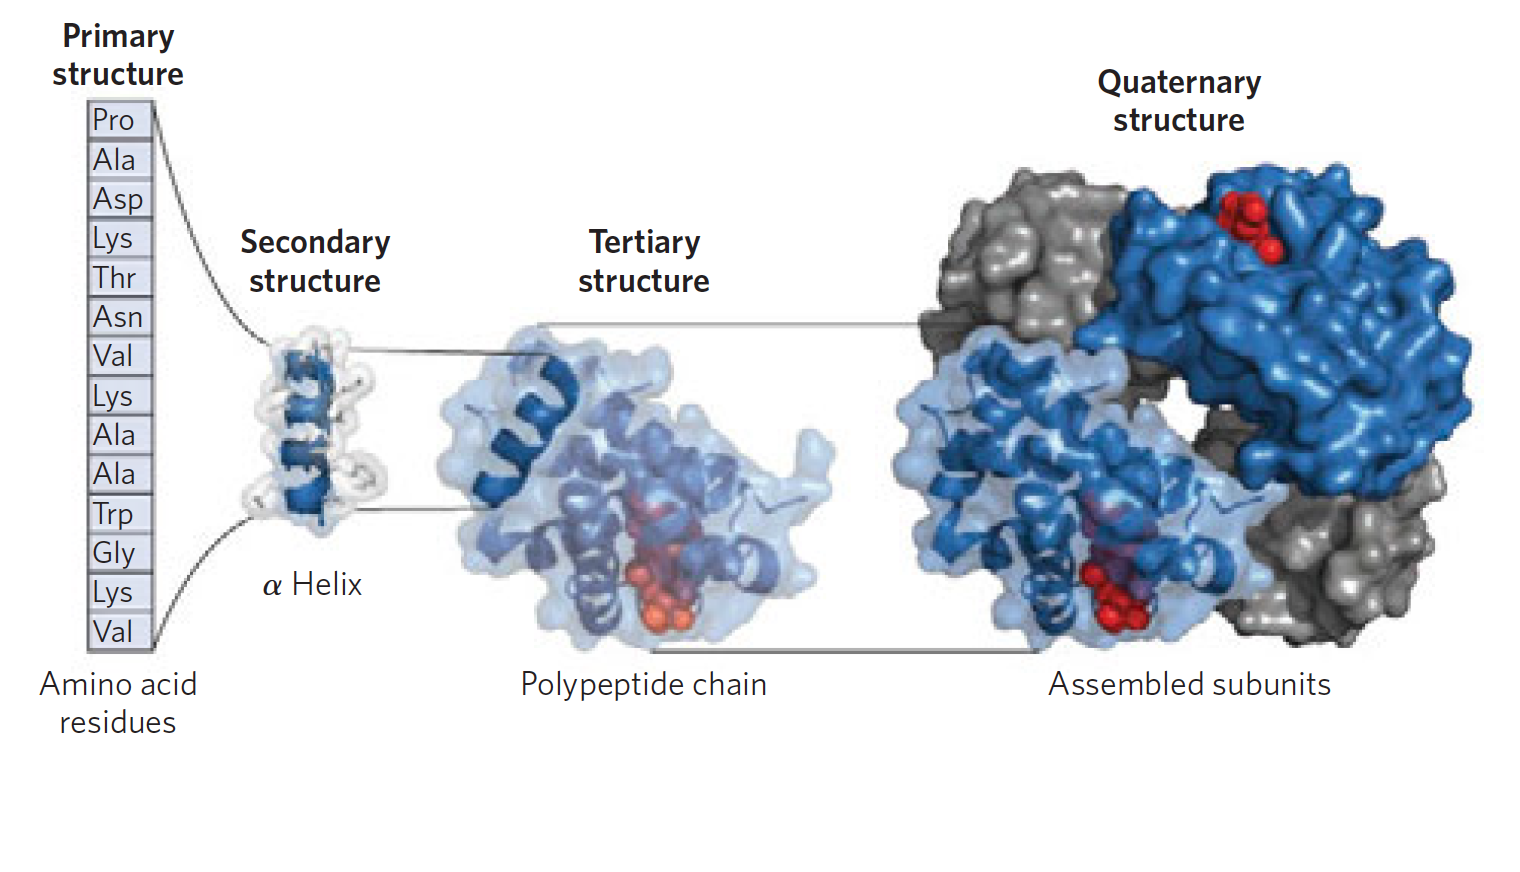 Primary
structure
Pro
Ala
Asp
Lys
Thr
Asn
Val
Lys
Ala
Ala
Trp
Gly
Lys
Val
Amino acid
residues
Secondary
structure
α Helix
Tertiary
structure
Polypeptide chain
Quaternary
structure
Assembled subunits